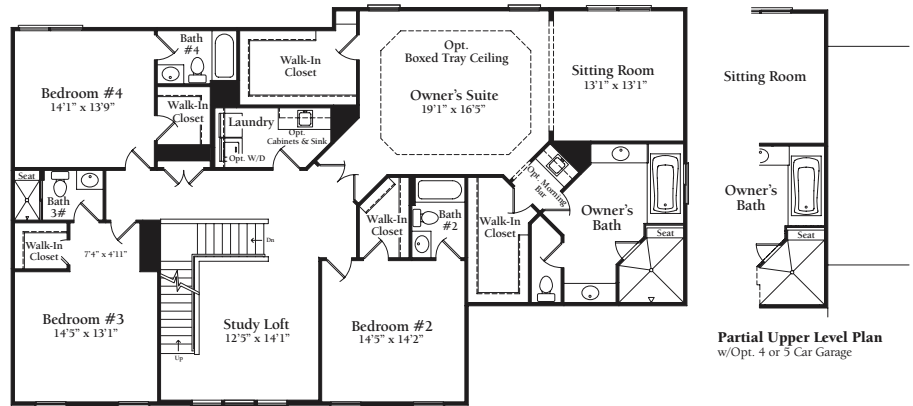 Bath
#4
Walk-In
Closet
Opt.
Boxed Tray Ceiling
Owner's Suite
19'1" x 16'5"
Sitting Room
13'1" x 13'1"
Bedroom #4
14'1" x 13'9"
Walk-In
Closet
Laundry
Opt.
Cabinets & Sink
Opt. W/D
Seat
Bath
3#
Walk-In
Closet
7'4" x 4'11"
Dn
Walk-In
Closet
Bath
#2
Walk-In
Closet
Opt. Morning
Bar
Owner's
Bath
Seat
Bedroom #3
14'5" x 13'1"
Up
Study Loft
12'5" x 14'1"
Bedroom #2
14'5" x 14'2"
Sitting Room
Owner's
Bath
Seat
Partial Upper Level Plan
w/Opt. 4 or 5 Car Garage